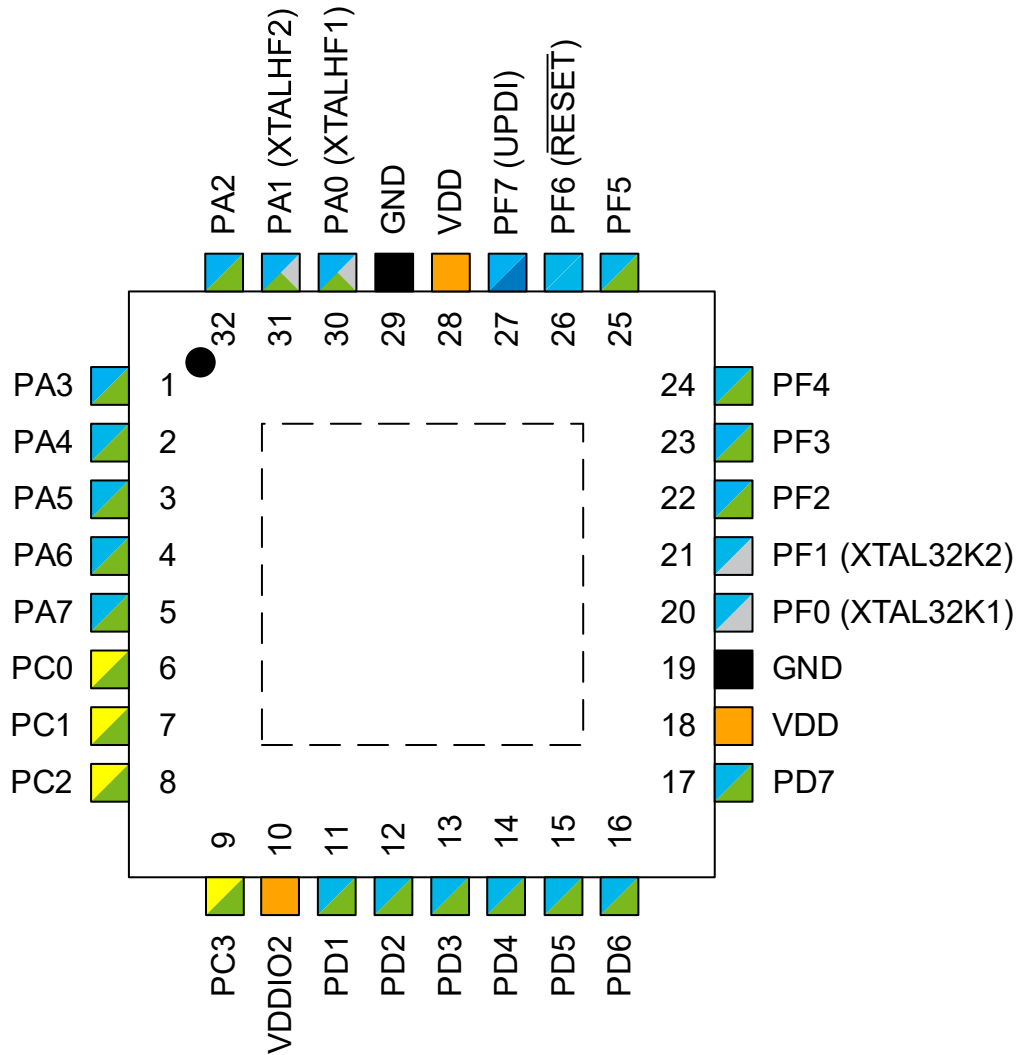 PA2
PA1 (XTALHF2)
PA0 (XTALHF1)
GND
VDD
PF7 (UPDI)
PF6 (RESET)
PF5
32
31
30
29
28
27
26
25
PA3 1
PA4 2
PA5 3
PA6 4
PA7 5
PC0 6
PC1 7
PC2 8
24 PF4
23 PF3
22 PF2
21 PF1 (XTAL32K2)
20 PF0 (XTAL32K1)
19 GND
18 VDD
17 PD7
9
10
11
12
13
14
15
16
PC3
VDDIO2
PD1
PD2
PD3
PD4
PD5
PD6